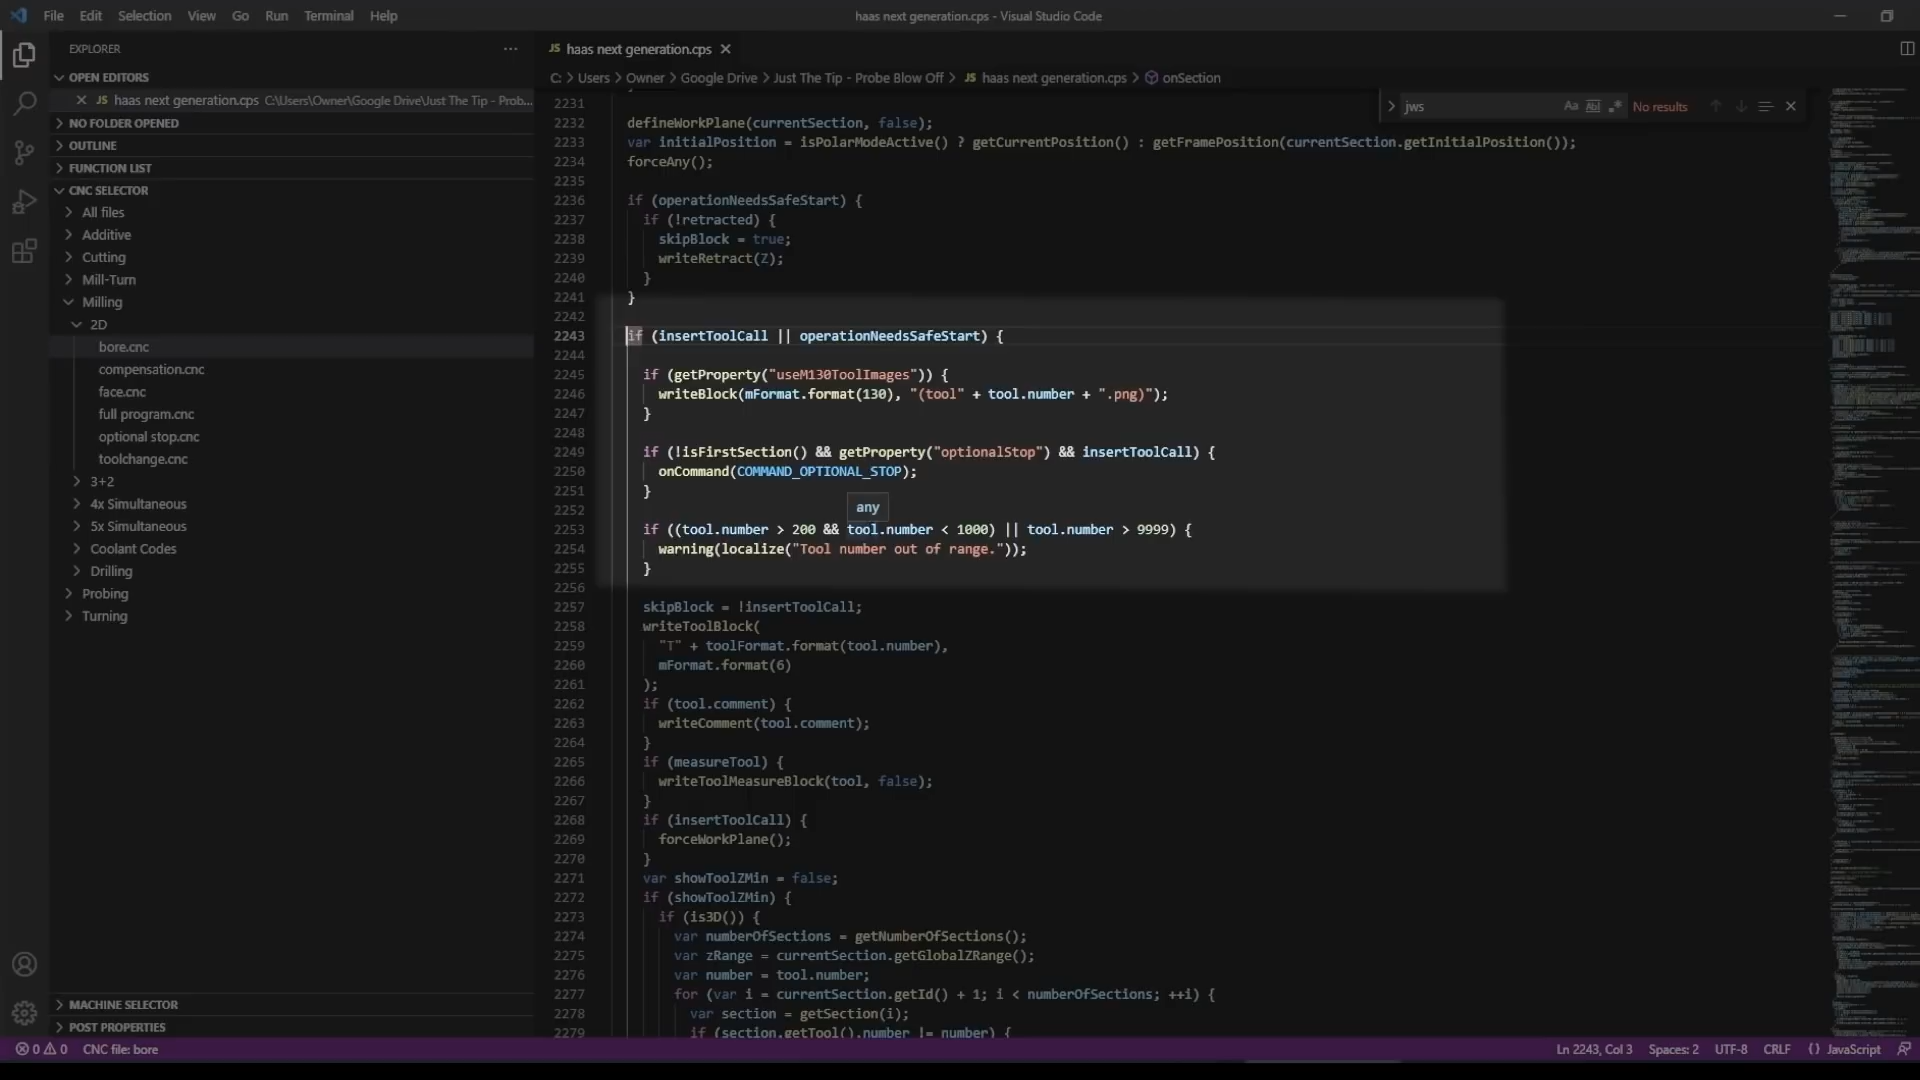 File Edit Selection View Go Run Terminal Help
haas next generation.cps - Visual Studio Code
EXPLORER
OPEN EDITORS
JS haas next generation.cps C:\Users\Owner\Google Drive\Just The Tip - Prob...
NO FOLDER OPENED
OUTLINE
FUNCTION LIST
CNC SELECTOR
All files
Additive
Cutting
Mill-Turn
Milling
2D
bore.cnc
compensation.cnc
face.cnc
full program.cnc
optional stop.cnc
toolchange.cnc
3+2
4x Simultaneous
5x Simultaneous
Coolant Codes
Drilling
Probing
Turning
MACHINE SELECTOR
POST PROPERTIES
JS haas next generation.cps
C: > Users > Owner > Google Drive > Just The Tip - Probe Blow Off > JS haas next generation.cps > onSection
jws Aa Abl .* No results
2231
2232 defineWorkPlane(currentSection, false);
2233 var initialPosition = isPolarModeActive() ? getCurrentPosition() : getFramePosition(currentSection.getInitialPosition());
2234 forceAny();
2235
2236 if (operationNeedsSafeStart) {
2237 if (!retracted) {
2238 skipBlock = true;
2239 writeRetract(Z);
2240 }
2241 }
2242
2243 if (insertToolCall || operationNeedsSafeStart) {
2244
2245 if (getProperty("useM130ToolImages")) {
2246 writeBlock(mFormat.format(130), "(tool" + tool.number + ".png)");
2247 }
2248
2249 if (!isFirstSection() && getProperty("optionalStop") && insertToolCall) {
2250 onCommand(COMMAND_OPTIONAL_STOP);
2251 }
2252 any
2253 if ((tool.number > 200 && tool.number < 1000) || tool.number > 9999) {
2254 warning(localize("Tool number out of range."));
2255 }
2256
2257 skipBlock = !insertToolCall;
2258 writeToolBlock(
2259 "T" + toolFormat.format(tool.number),
2260 mFormat.format(6)
2261 );
2262 if (tool.comment) {
2263 writeComment(tool.comment);
2264 }
2265 if (measureTool) {
2266 writeToolMeasureBlock(tool, false);
2267 }
2268 if (insertToolCall) {
2269 forceWorkPlane();
2270 }
2271 var showToolZMin = false;
2272 if (showToolZMin) {
2273 if (is3D()) {
2274 var numberOfSections = getNumberOfSections();
2275 var zRange = currentSection.getGlobalZRange();
2276 var number = tool.number;
2277 for (var i = currentSection.getId() + 1; i < numberOfSections; ++i) {
2278 var section = getSection(i);
2279 if (section.getTool().number != number) {
0 0 CNC file: bore
Ln 2243, Col 3 Spaces: 2 UTF-8 CRLF {} JavaScript